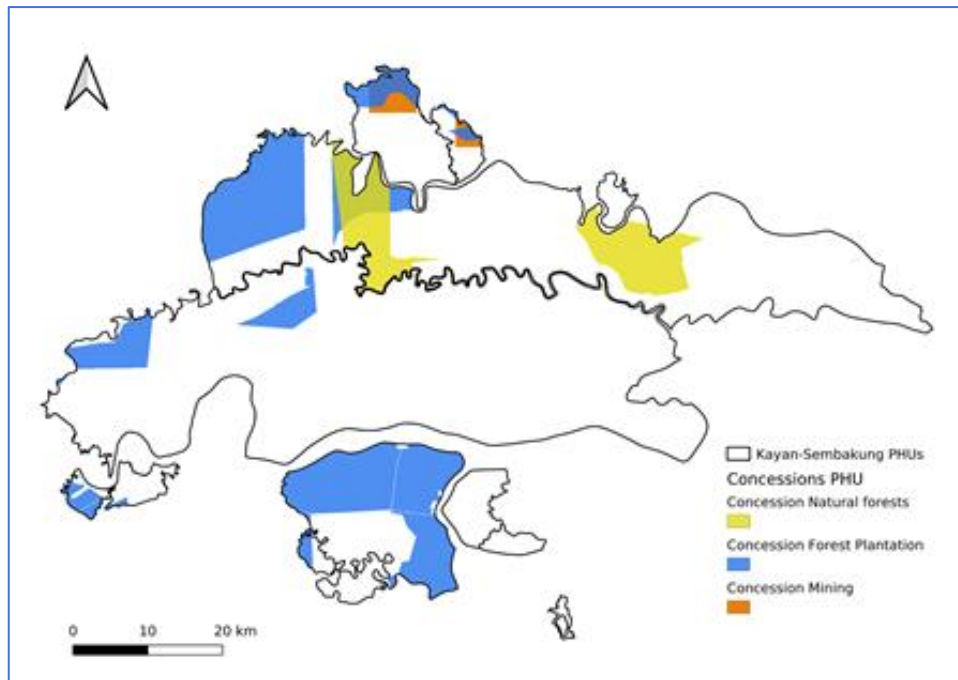 Kayan-Sembakung PHUs
Concessions PHU
Concession Natural forests
Concession Forest Plantation
Concession Mining
0 10 20 km